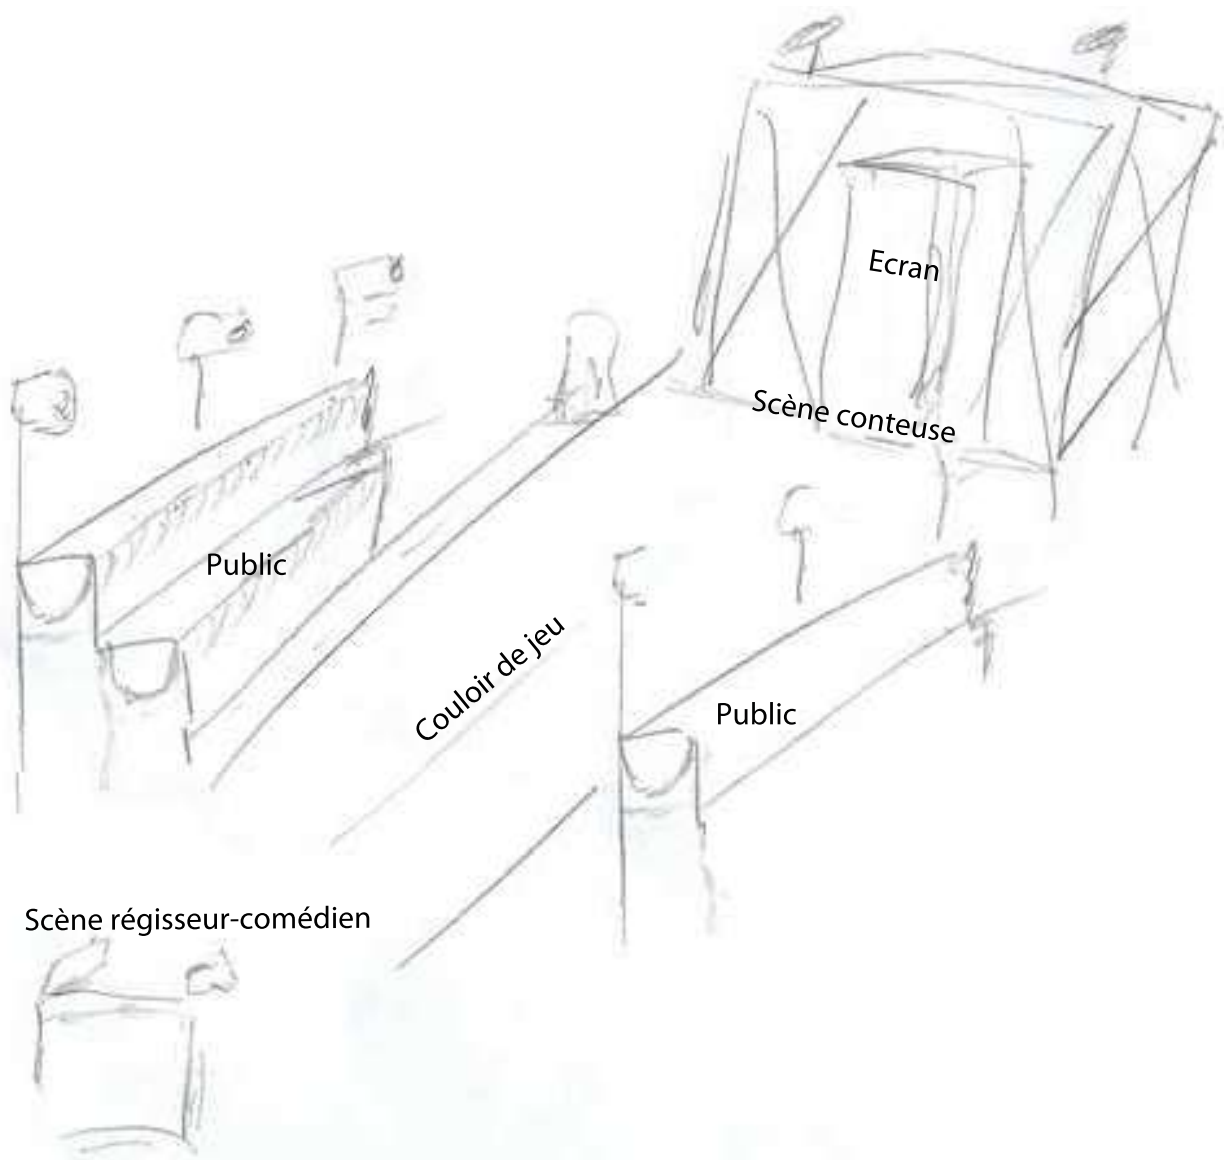 Ecran
Scène conteuse
Public
Couloir de jeu
Public
Scène régisseur-comédien